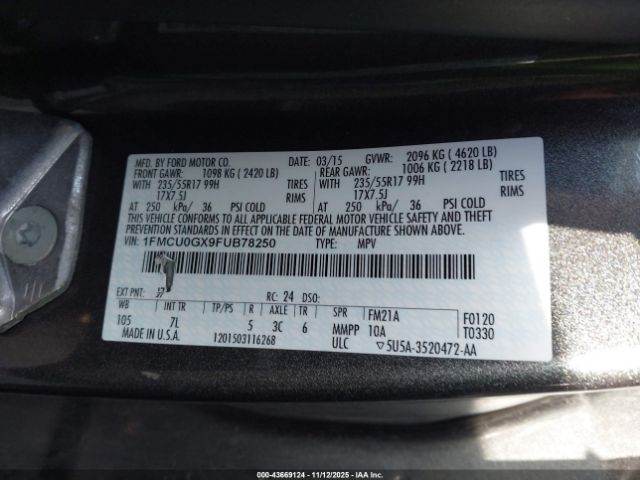 MFD. BY FORD MOTOR CO. DATE: 03/15 GVWR: 2096 KG ( 4620 LB)
FRONT GAWR: 1098 KG ( 2420 LB) REAR GAWR: 1006 KG ( 2218 LB)
WITH 235/55R17 99H TIRES WITH 235/55R17 99H TIRES
17X7.5J RIMS 17X7.5J RIMS
AT 250 kPa/ 36 PSI COLD AT 250 kPa/ 36 PSI COLD
THIS VEHICLE CONFORMS TO ALL APPLICABLE FEDERAL MOTOR VEHICLE SAFETY AND THEFT
PREVENTION STANDARDS IN EFFECT ON THE DATE OF MANUFACTURE SHOWN ABOVE.
VIN: 1FMCU0GX9FUB78250 TYPE: MPV
EXT PNT: RC: 24 DSO:
WB INT TR TP/PS R AXLE TR SPR FM21A F0120
105 7L 5 3C 6 MMPP 10A T0330
MADE IN U.S.A. 1201503116268 ULC ▽5U5A-3520472-AA
000-43669124 - 11/12/2025 - IAA Inc.